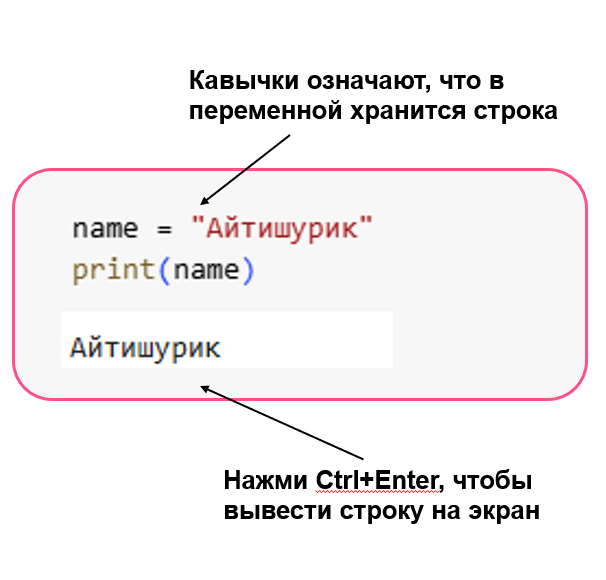 Кавычки означают, что в
переменной хранится строка
name = "Айтишурик"
print(name)
Айтишурик
Нажми Ctrl+Enter, чтобы
вывести строку на экран